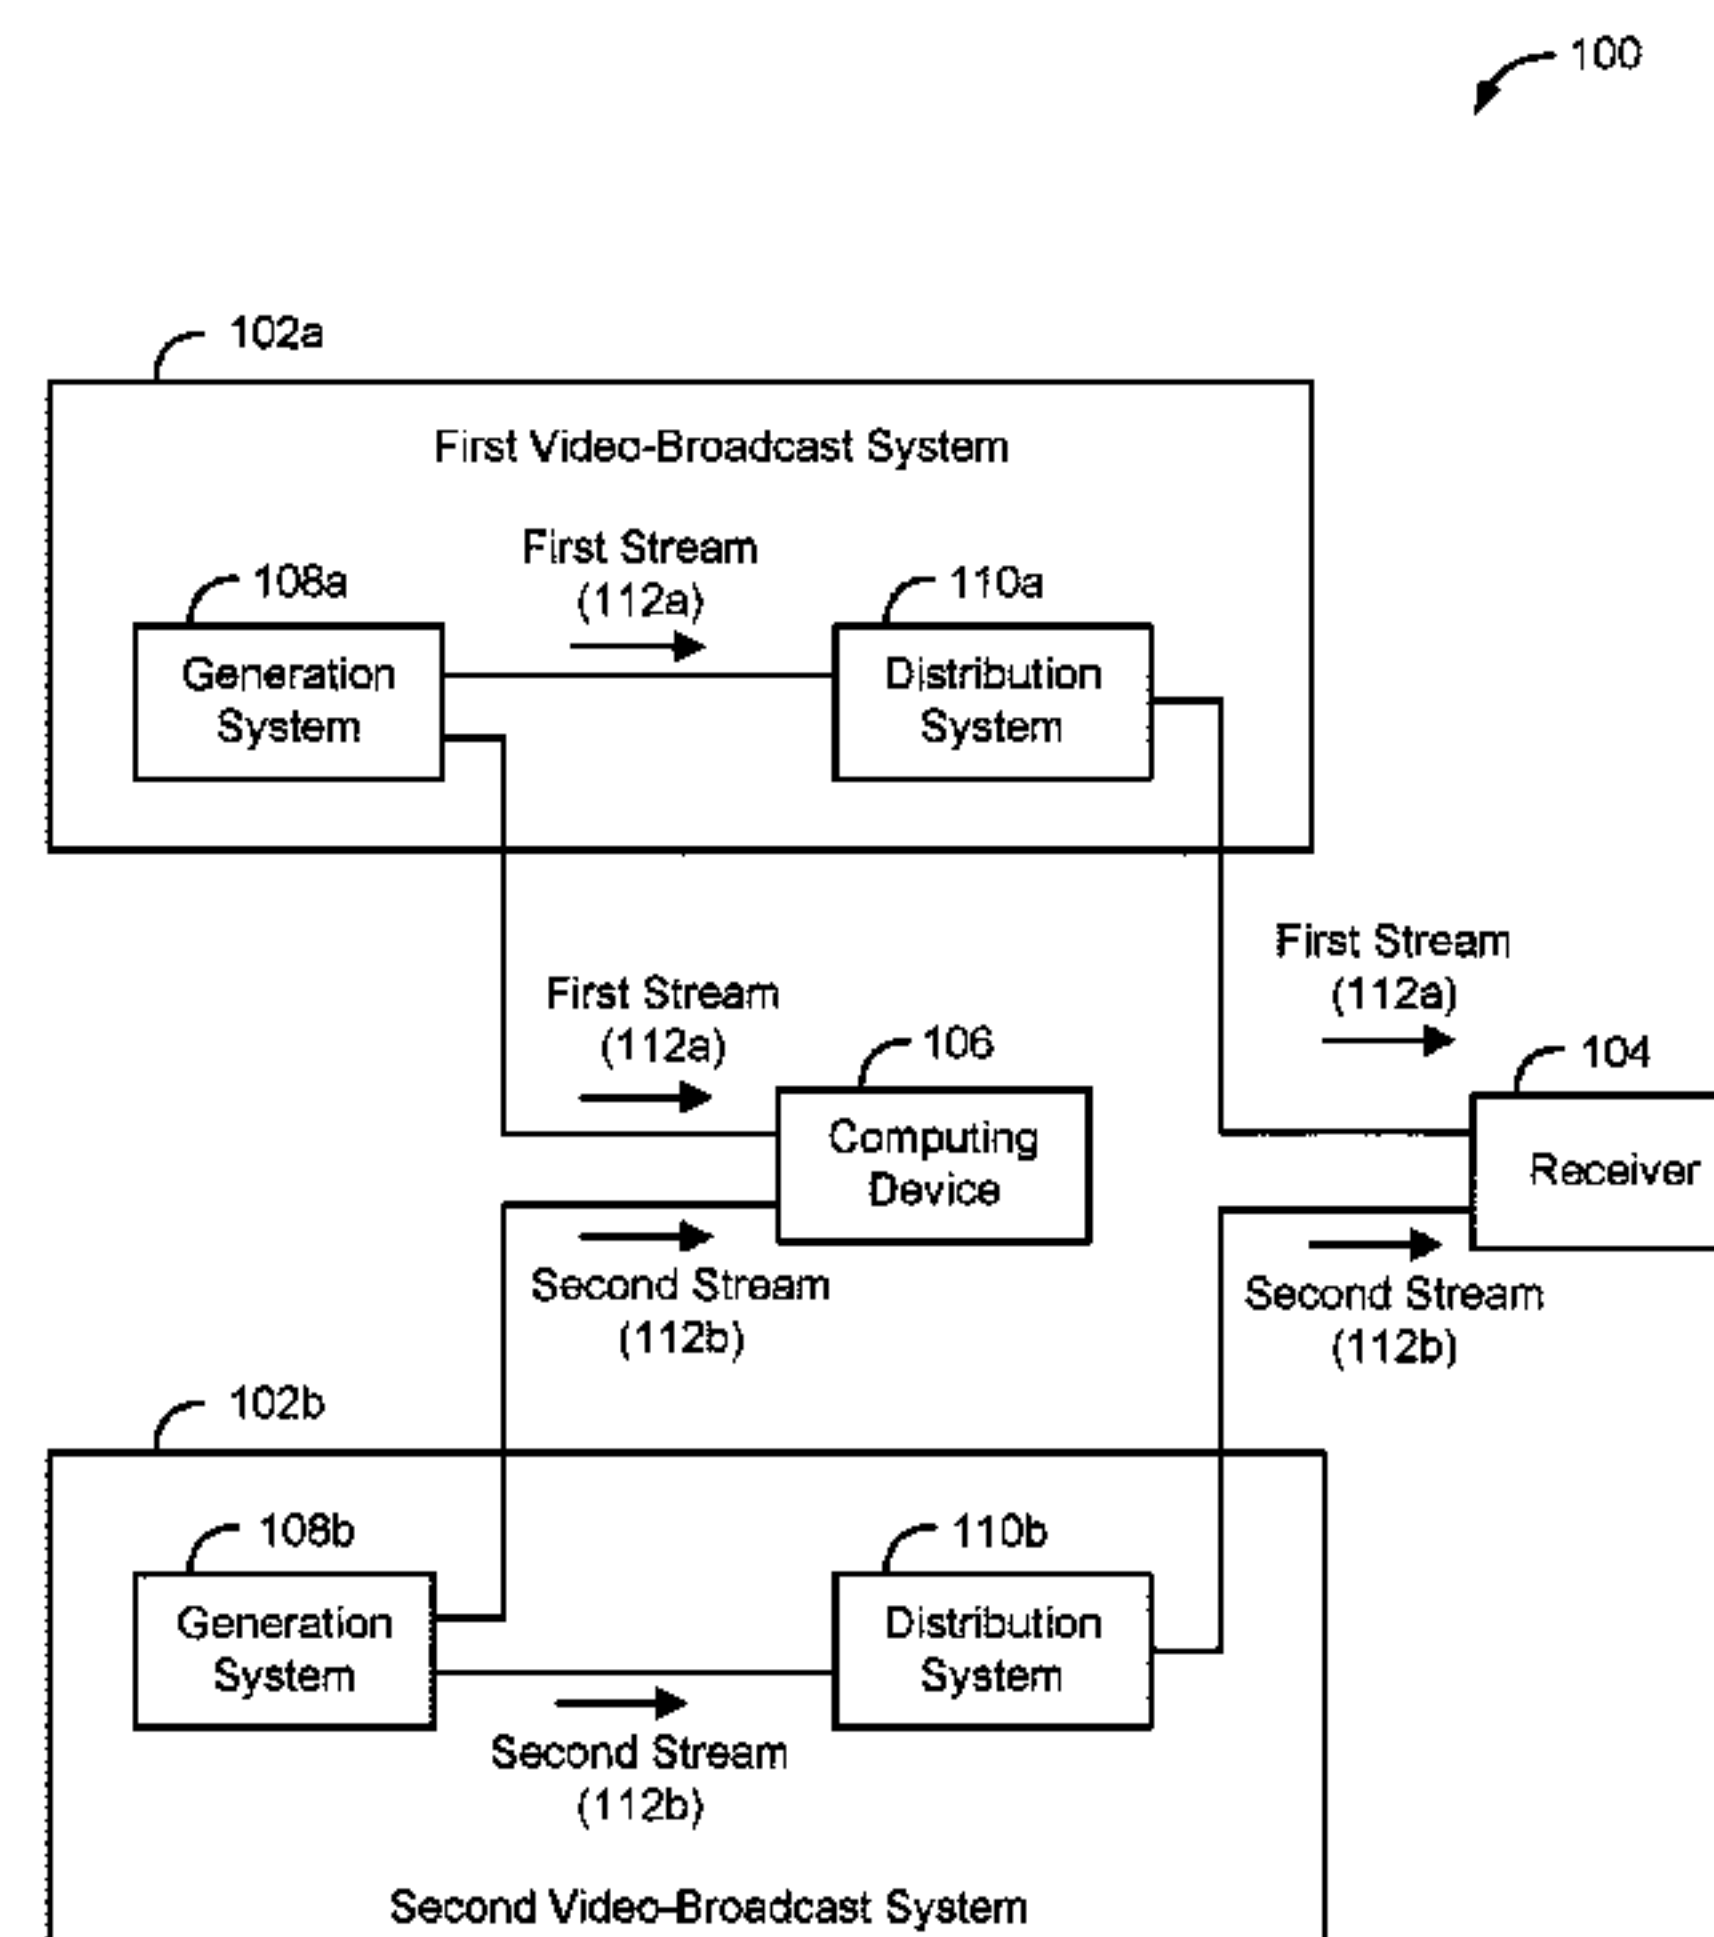 100
102a
First Video-Broadcast System
First Stream
(112a)
108a
110a
Generation
System
Distribution
System
First Stream
(112a)
First Stream
(112a)
106
104
Computing
Device
Receiver
Second Stream
(112b)
Second Stream
(112b)
102b
108b
110b
Generation
System
Distribution
System
Second Stream
(112b)
Second Video-Broadcast System